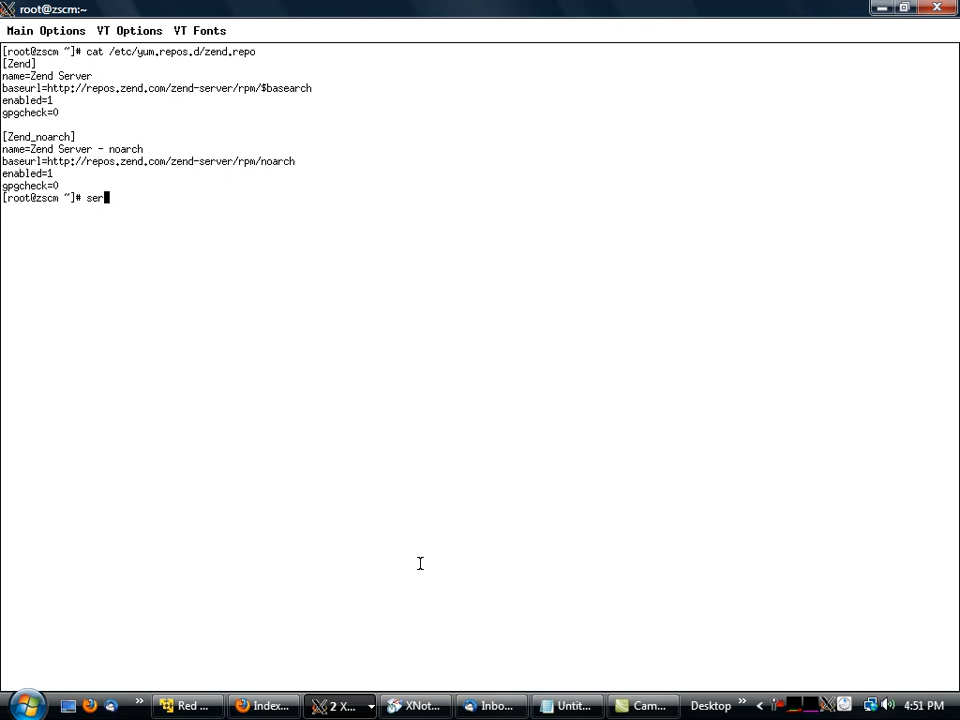 root@zscm:~
Main Options VT Options VT Fonts
[root@zscm ~]# cat /etc/yum.repos.d/zend.repo
[Zend]
name=Zend Server
baseurl=http://repos.zend.com/zend-server/rpm/$basearch
enabled=1
gpgcheck=0
[Zend_noarch]
name=Zend Server - noarch
baseurl=http://repos.zend.com/zend-server/rpm/noarch
enabled=1
gpgcheck=0
[root@zscm ~]# ser
» Red ... Index... 2 X... XNot... Inbo... Untit... Cam... Desktop » < 4:51 PM